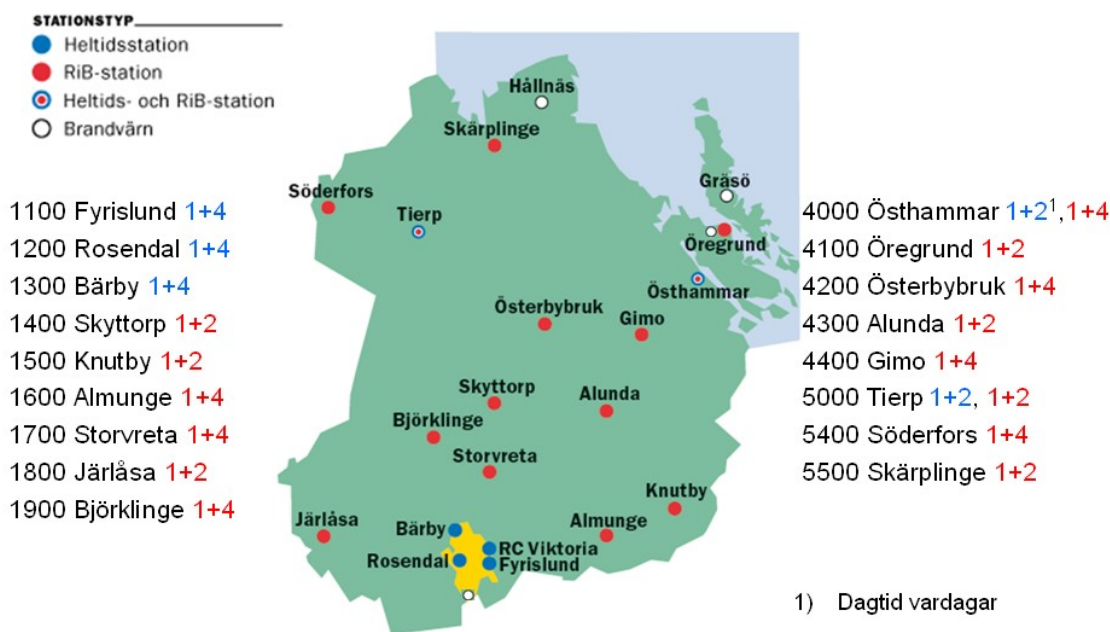 STATIONSTYP
Heltidsstation
RiB-station
Heltids- och RiB-station
Brandvärn
1100 Fyrislund 1+4
1200 Rosendal 1+4
1300 Bärby 1+4
1400 Skyttorp 1+2
1500 Knutby 1+2
1600 Almunge 1+4
1700 Storvreta 1+4
1800 Järlåsa 1+2
1900 Björklinge 1+4
Hållnäs
Skärplinge
Söderfors
Tierp
Gräsö
Öregrund
Östhammar
Österbybruk
Gimo
Skyttorp
Alunda
Björklinge
Storvreta
Knutby
Järlåsa
Bärby
Almunge
RC Viktoria
Rosendal
Fyrislund
4000 Östhammar 1+2¹,1+4
4100 Öregrund 1+2
4200 Österbybruk 1+4
4300 Alunda 1+2
4400 Gimo 1+4
5000 Tierp 1+2, 1+2
5400 Söderfors 1+4
5500 Skärplinge 1+2
1) Dagtid vardagar